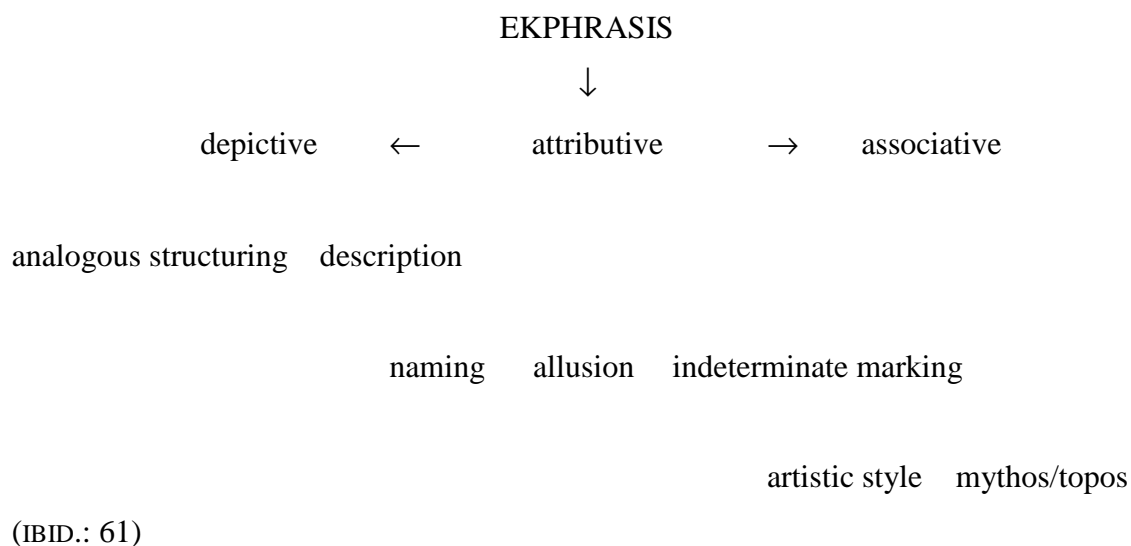 EKPHRASIS
↓
depictive ← attributive → associative
analogous structuring description
naming allusion indeterminate marking
artistic style mythos/topos
(IBID.: 61)